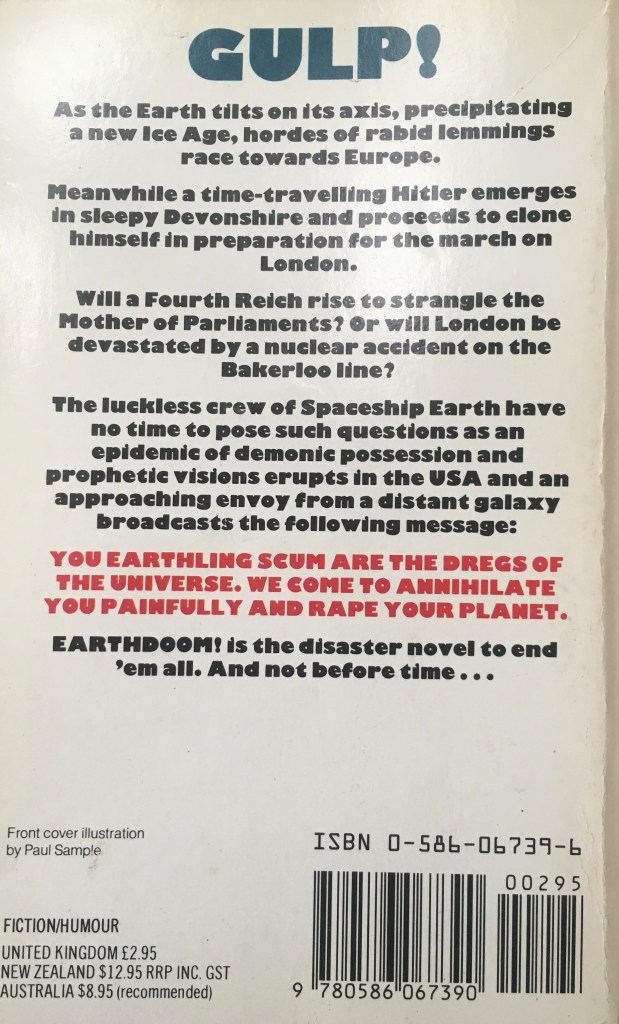 GULP!
As the Earth tilts on its axis, precipitating
a new Ice Age, hordes of rabid lemmings
race towards Europe.
Meanwhile a time-travelling Hitler emerges
in sleepy Devonshire and proceeds to clone
himself in preparation for the march on
London.
Will a Fourth Reich rise to strangle the
Mother of Parliaments? Or will London be
devastated by a nuclear accident on the
Bakerloo line?
The luckless crew of Spaceship Earth have
no time to pose such questions as an
epidemic of demonic possession and
prophetic visions erupts in the USA and an
approaching envoy from a distant galaxy
broadcasts the following message:
YOU EARTHLING SCUM ARE THE DREGS OF
THE UNIVERSE. WE COME TO ANNIHILATE
YOU PAINFULLY AND RAPE YOUR PLANET.
EARTHDOOM! is the disaster novel to end
'em all. And not before time . . .
Front cover illustration
by Paul Sample
ISBN 0-586-06739-6
00295
FICTION/HUMOUR
UNITED KINGDOM £2.95
NEW ZEALAND $12.95 RRP INC. GST
AUSTRALIA $8.95 (recommended)
9 780586 067390